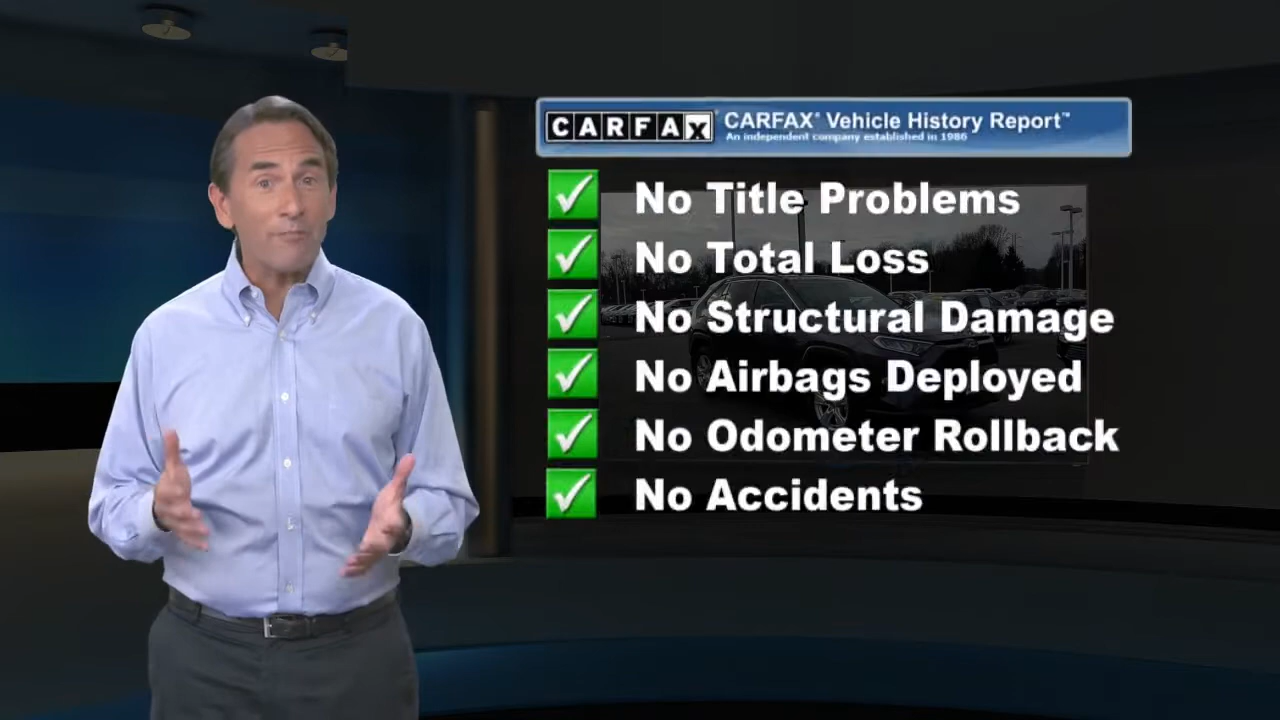 CARFAX® CARFAX® Vehicle History Report™
An independent company established in 1986
No Title Problems
No Total Loss
No Structural Damage
No Airbags Deployed
No Odometer Rollback
No Accidents